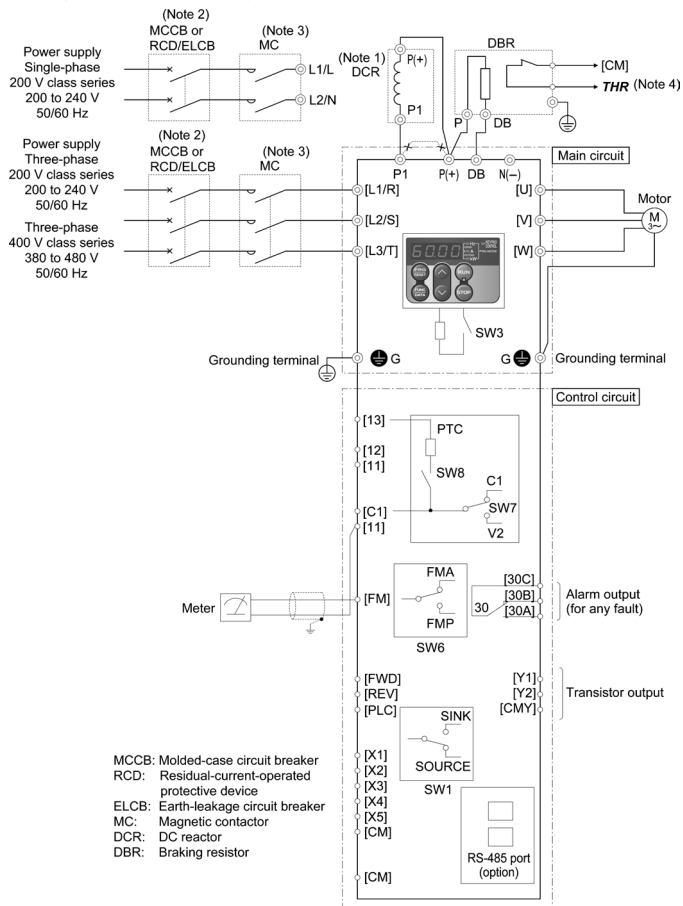 (Note 2)
MCCB or
RCD/ELCB
(Note 3)
MC
Power supply
Single-phase
200 V class series
200 to 240 V
50/60 Hz
L1/L
L2/N
(Note 1)
DCR
P(+)
P1
DBR
[CM]
THR (Note 4)
P
DB
(Note 2)
MCCB or
RCD/ELCB
(Note 3)
MC
Power supply
Three-phase
200 V class series
200 to 240 V
50/60 Hz
Three-phase
400 V class series
380 to 480 V
50/60 Hz
Main circuit
P1
P(+)
DB
N(−)
[L1/R]
[L2/S]
[L3/T]
[U]
[V]
[W]
Motor
M
3~
60.00
RUN
STOP
SW3
Grounding terminal
G
G
Grounding terminal
Control circuit
[13]
[12]
[11]
[C1]
[11]
PTC
SW8
C1
SW7
V2
Meter
[FM]
FMA
FMP
SW6
[30C]
[30B]
[30A]
30
Alarm output
(for any fault)
[FWD]
[REV]
[PLC]
[Y1]
[Y2]
[CMY]
Transistor output
SINK
SOURCE
SW1
[X1]
[X2]
[X3]
[X4]
[X5]
[CM]
[CM]
RS-485 port
(option)
MCCB: Molded-case circuit breaker
RCD: Residual-current-operated
protective device
ELCB: Earth-leakage circuit breaker
MC: Magnetic contactor
DCR: DC reactor
DBR: Braking resistor